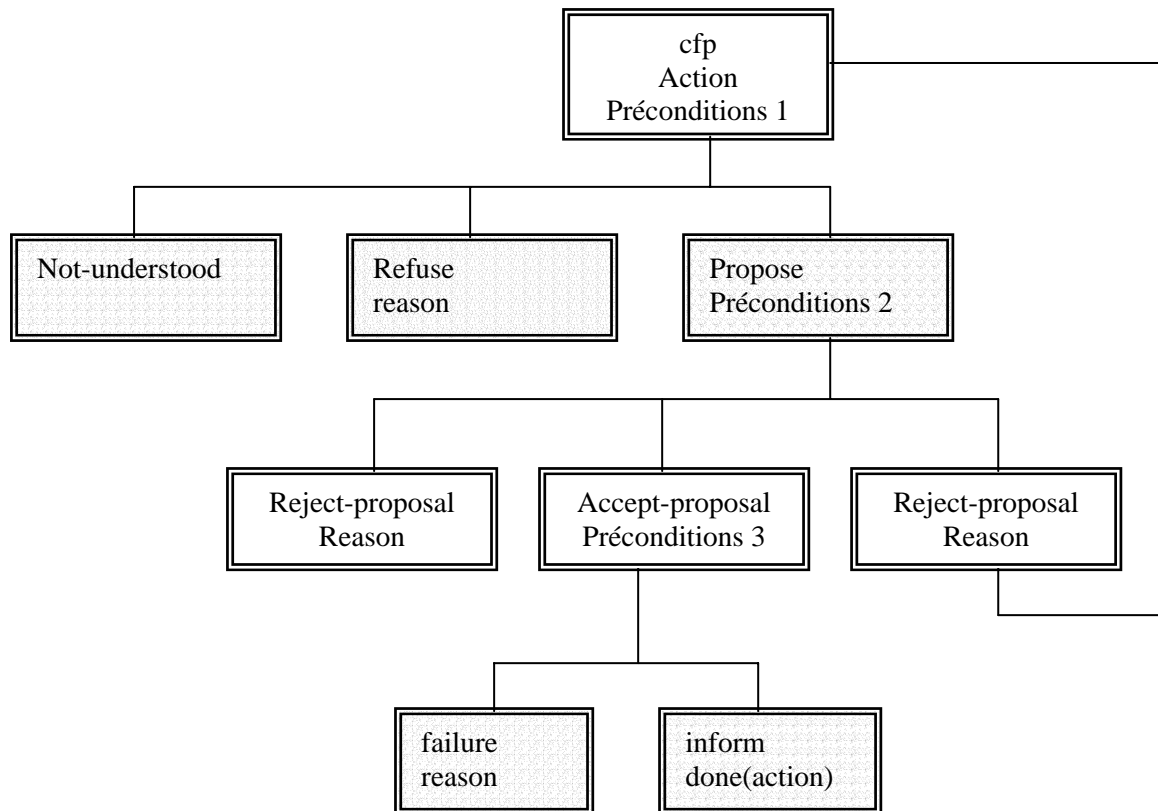 cfp
Action
Préconditions 1
Not-understood
Refuse
reason
Propose
Préconditions 2
Reject-proposal
Reason
Accept-proposal
Préconditions 3
Reject-proposal
Reason
failure
reason
inform
done(action)